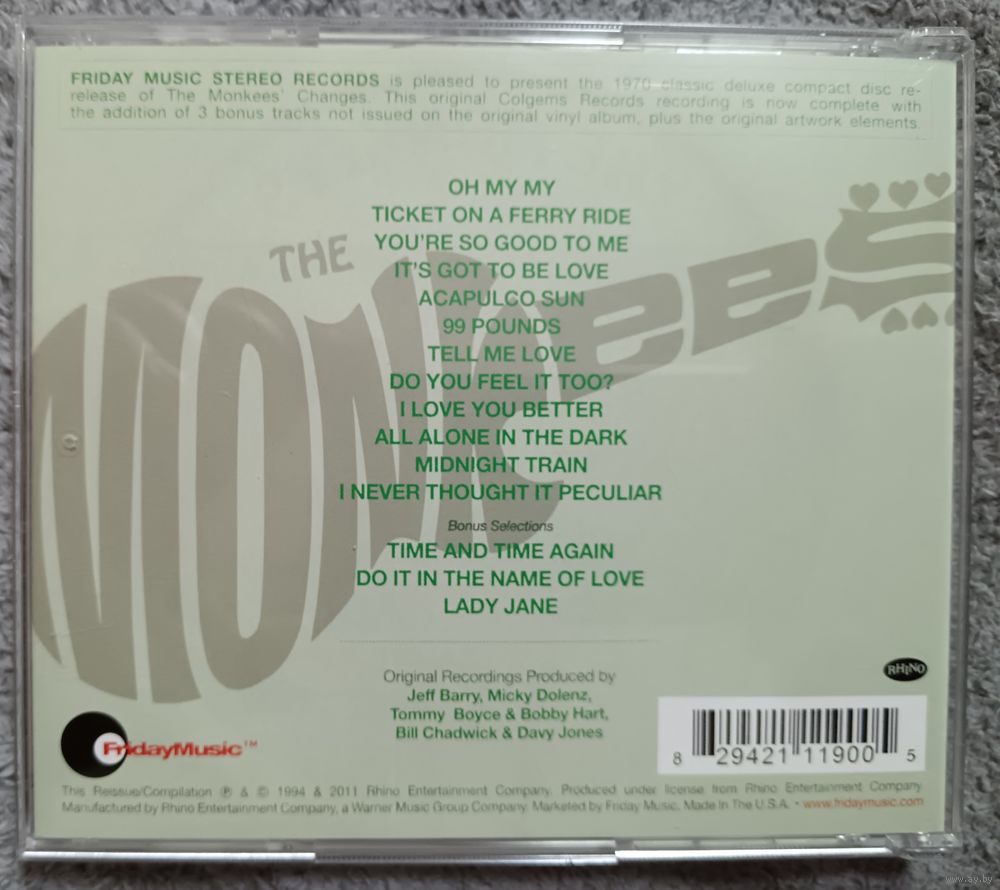 FRIDAY MUSIC STEREO RECORDS is pleased to present the 1970 classic deluxe compact disc re-
release of The Monkees' Changes. This original Colgems Records recording is now complete with
the addition of 3 bonus tracks not issued on the original vinyl album, plus the original artwork elements.
THE
MONKEES
OH MY MY
TICKET ON A FERRY RIDE
YOU'RE SO GOOD TO ME
IT'S GOT TO BE LOVE
ACAPULCO SUN
99 POUNDS
TELL ME LOVE
DO YOU FEEL IT TOO?
I LOVE YOU BETTER
ALL ALONE IN THE DARK
MIDNIGHT TRAIN
I NEVER THOUGHT IT PECULIAR
Bonus Selections
TIME AND TIME AGAIN
DO IT IN THE NAME OF LOVE
LADY JANE
Original Recordings Produced by
Jeff Barry, Micky Dolenz,
Tommy Boyce & Bobby Hart,
Bill Chadwick & Davy Jones
RHINO
FridayMusic™
8 29421 11900 5
This Reissue/Compilation ℗ & © 1994 & 2011 Rhino Entertainment Company. Produced under license from Rhino Entertainment Company.
Manufactured by Rhino Entertainment Company, a Warner Music Group Company. Marketed by Friday Music. Made In The U.S.A. • www.fridaymusic.com
www.ay.by